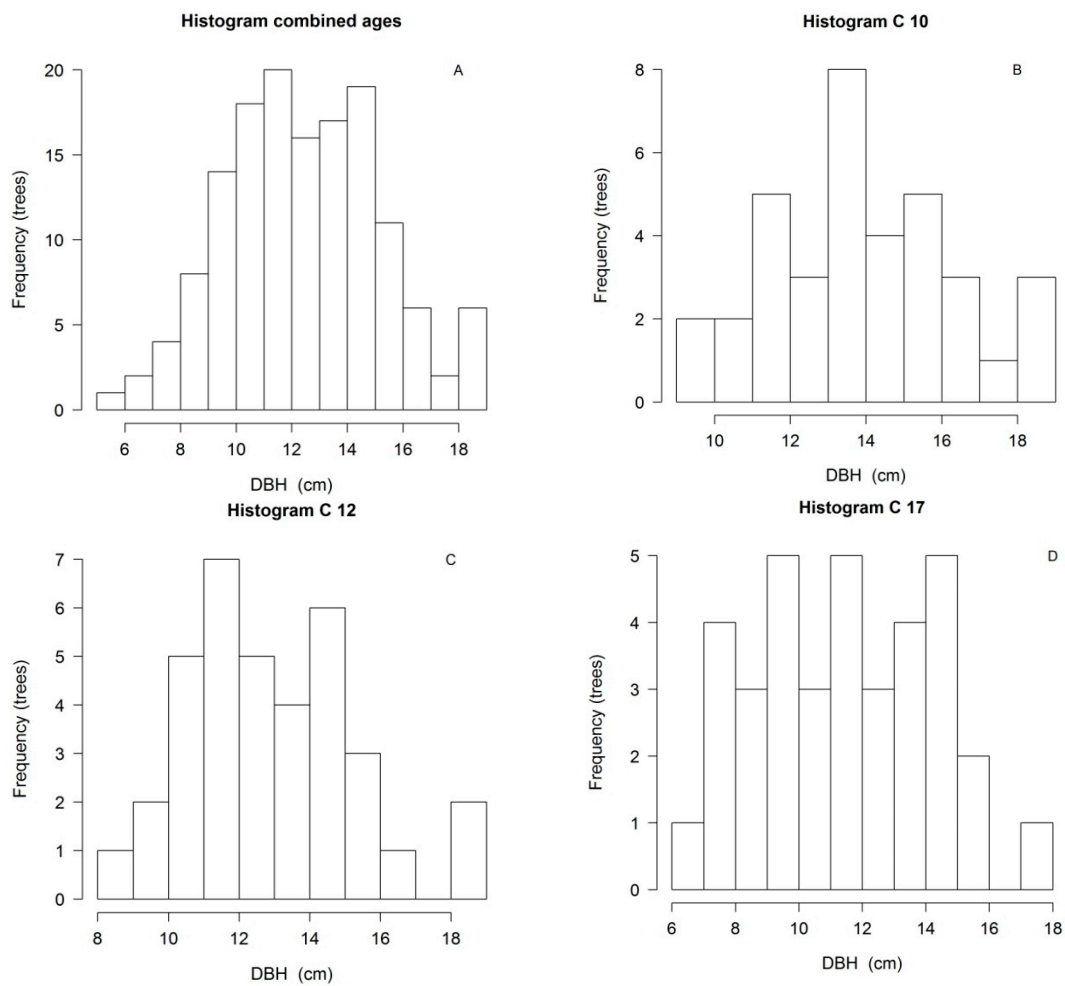 Histogram combined ages
A
20
15
10
5
0
Frequency (trees)
6 8 10 12 14 16 18
DBH (cm)
Histogram C 10
B
8
6
4
2
0
Frequency (trees)
10 12 14 16 18
DBH (cm)
Histogram C 12
C
7
6
5
4
3
2
1
0
Frequency (trees)
8 10 12 14 16 18
DBH (cm)
Histogram C 17
D
5
4
3
2
1
0
Frequency (trees)
6 8 10 12 14 16 18
DBH (cm)